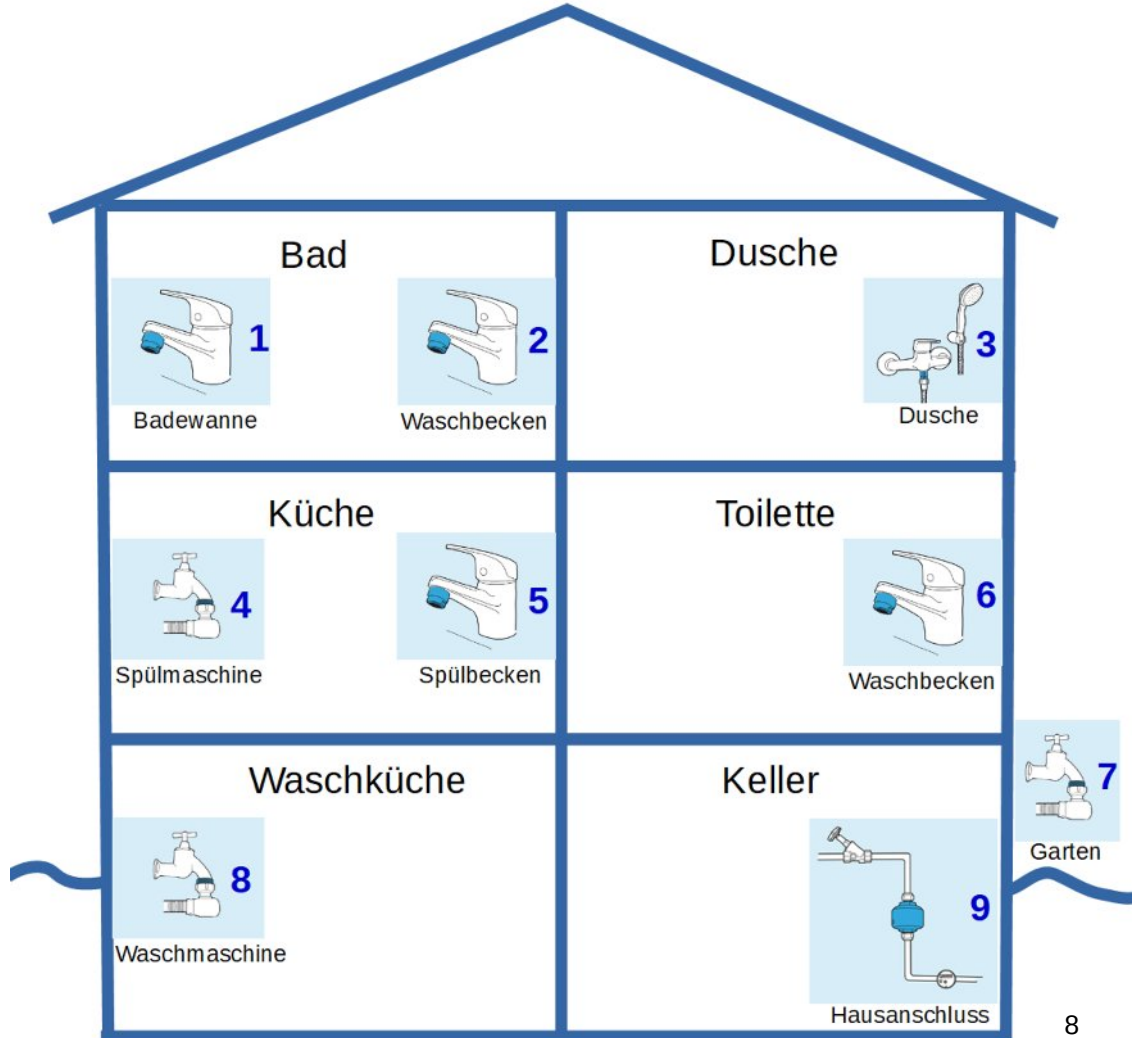 Bad
Dusche
1
2
3
Badewanne
Waschbecken
Dusche
Küche
Toilette
4
5
6
Spülmaschine
Spülbecken
Waschbecken
Waschküche
Keller
7
Garten
8
9
Waschmaschine
Hausanschluss
8